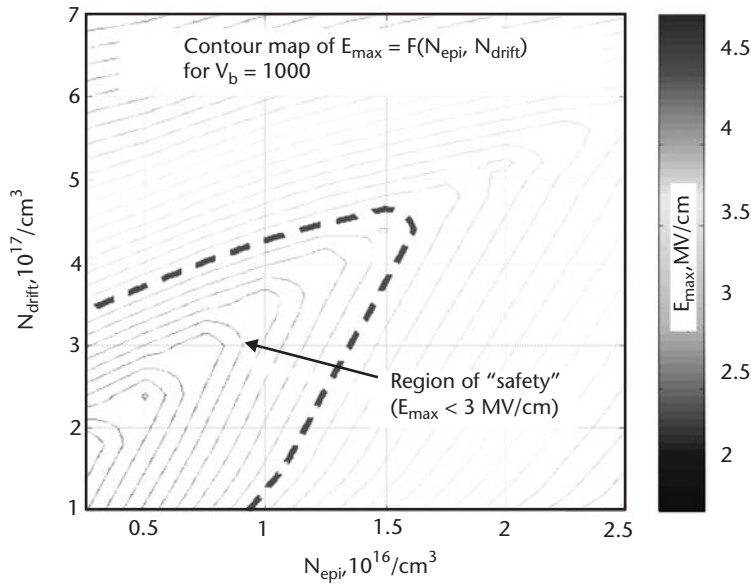 7
6
5
4
3
2
1
N_drift, 10^17/cm^3
Contour map of E_max = F(N_epi, N_drift)
for V_b = 1000
Region of “safety”
(E_max < 3 MV/cm)
0.5 1 1.5 2 2.5
N_epi, 10^16/cm^3
4.5
4
3.5
3
2.5
2
E_max, MV/cm